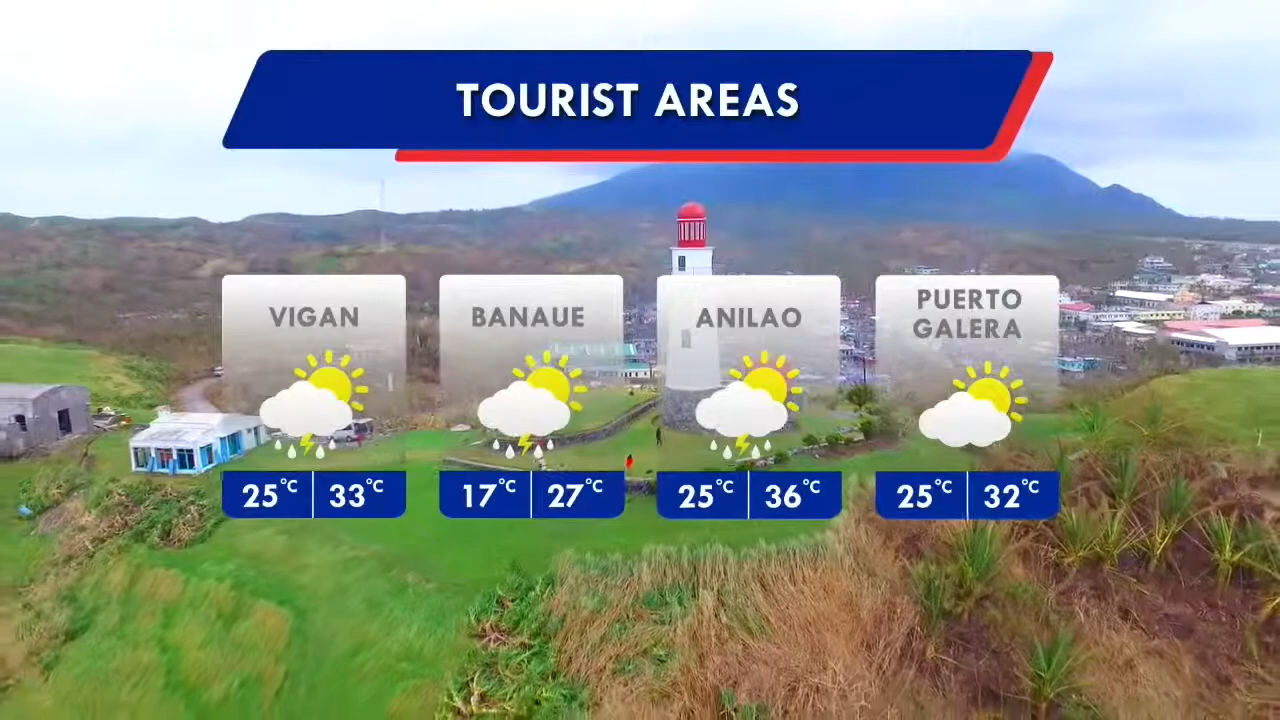 TOURIST AREAS
VIGAN
25°C 33°C
BANAUE
17°C 27°C
ANILAO
25°C 36°C
PUERTO
GALERA
25°C 32°C